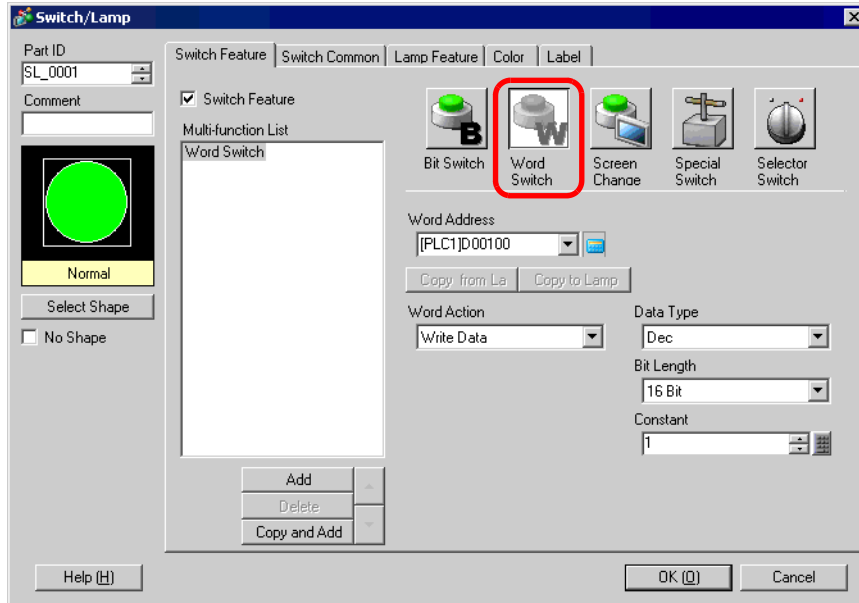 Switch/Lamp
Part ID
SL_0001
Comment
Normal
Select Shape
No Shape
Switch Feature
Switch Common
Lamp Feature
Color
Label
Switch Feature
Multi-function List
Word Switch
Add
Delete
Copy and Add
B
Bit Switch
W
Word
Switch
Screen
Change
Special
Switch
Selector
Switch
Word Address
[PLC1]D00100
Copy from La
Copy to Lamp
Word Action
Write Data
Data Type
Dec
Bit Length
16 Bit
Constant
1
Help (H)
OK (O)
Cancel